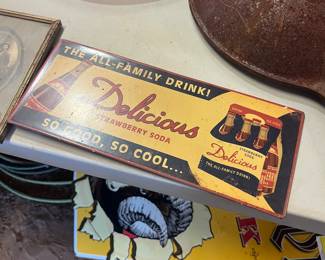 THE ALL-FAMILY DRINK!
Delicious
STRAWBERRY SODA
SO GOOD, SO COOL...
Delicious
THE ALL-FAMILY DRINK!
K